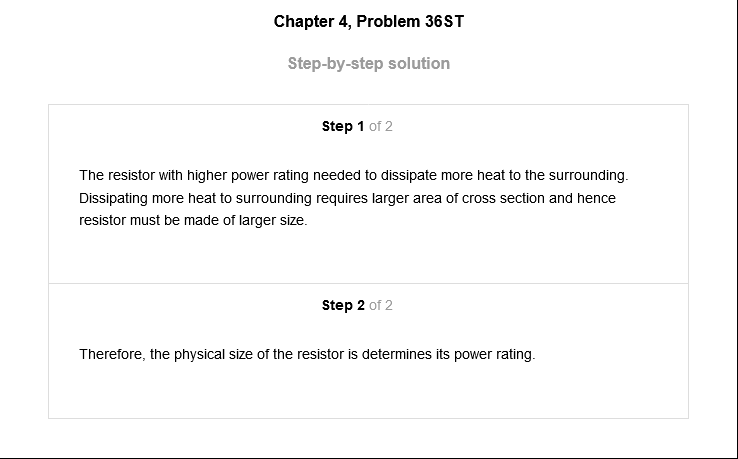 Chapter 4, Problem 36ST
Step-by-step solution
Step 1 of 2
The resistor with higher power rating needed to dissipate more heat to the surrounding.
Dissipating more heat to surrounding requires larger area of cross section and hence
resistor must be made of larger size.
Step 2 of 2
Therefore, the physical size of the resistor is determines its power rating.